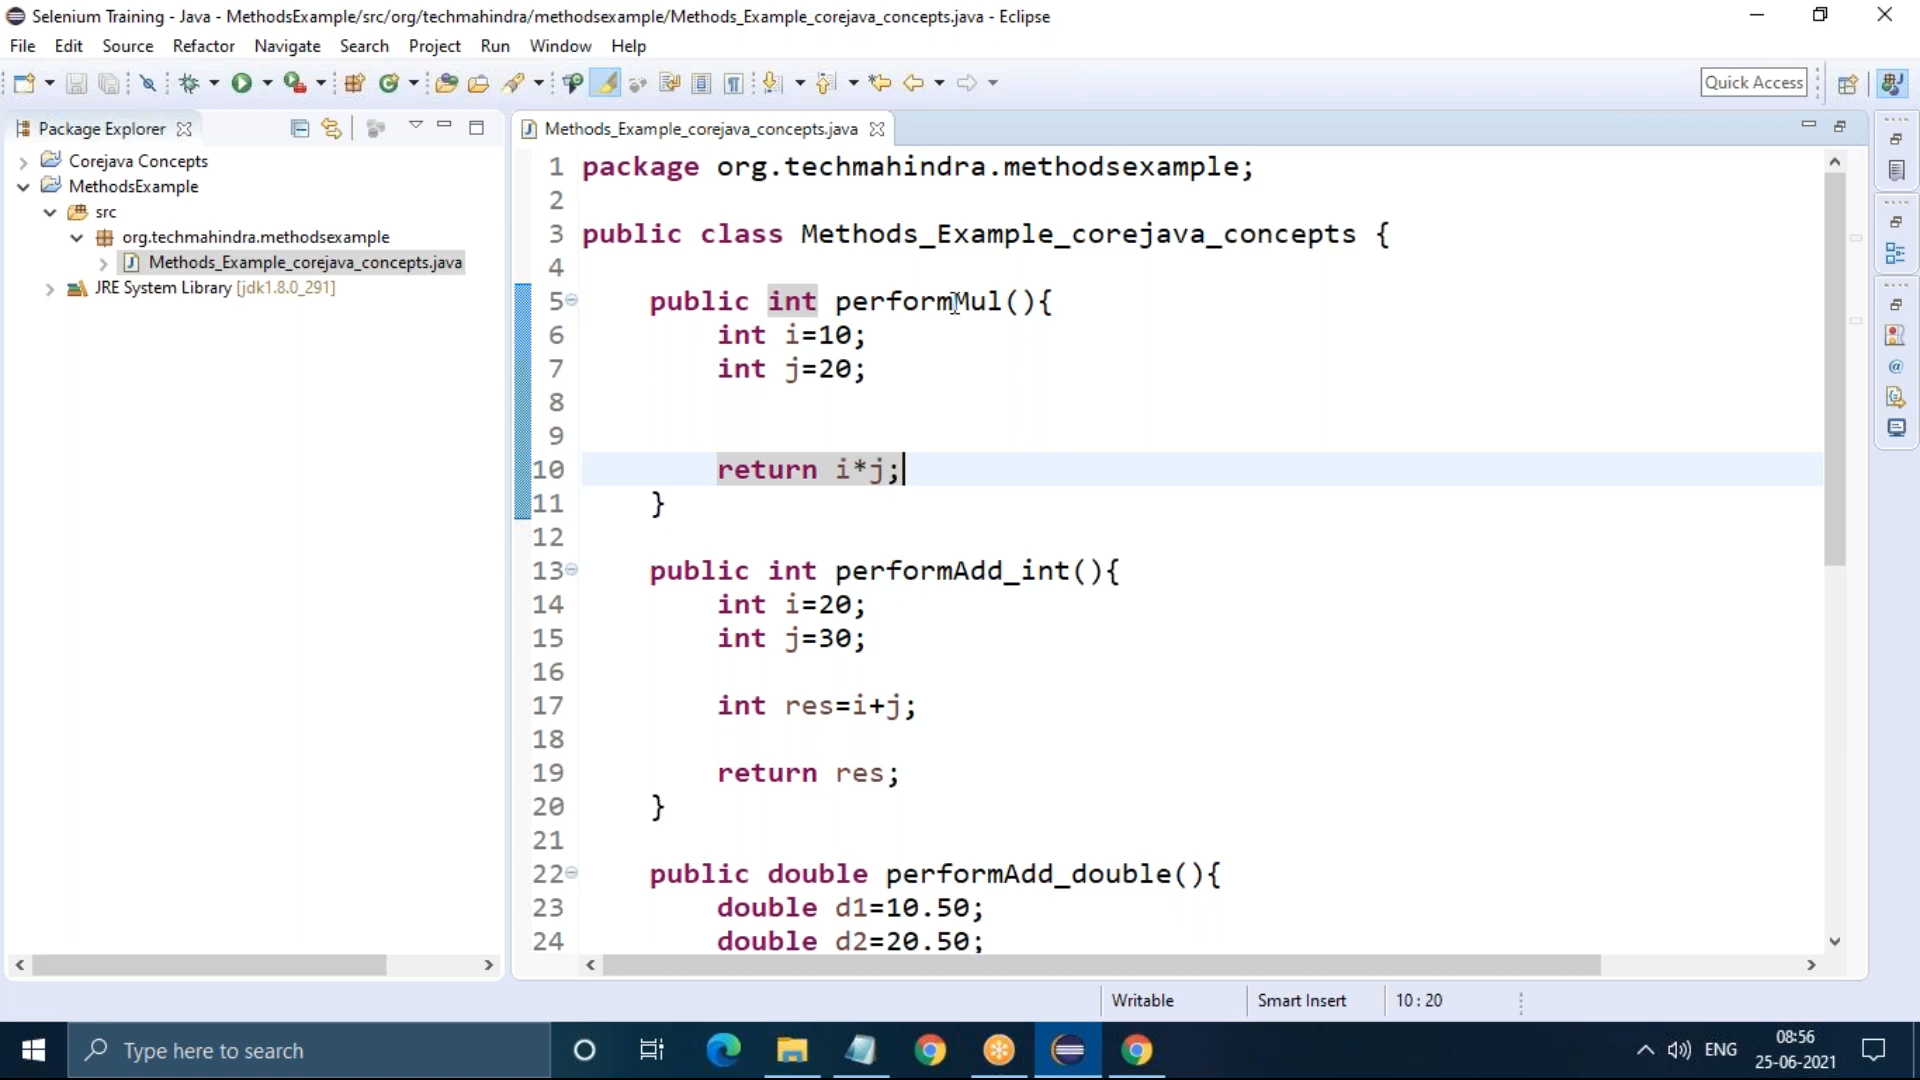 Selenium Training - Java - MethodsExample/src/org/techmahindra/methodsexample/Methods_Example_corejava_concepts.java - Eclipse
File Edit Source Refactor Navigate Search Project Run Window Help
Quick Access
Package Explorer
Corejava Concepts
MethodsExample
src
org.techmahindra.methodsexample
Methods_Example_corejava_concepts.java
JRE System Library [jdk1.8.0_291]
Methods_Example_corejava_concepts.java
1 package org.techmahindra.methodsexample;
2
3 public class Methods_Example_corejava_concepts {
4
5 public int performMul(){
6 int i=10;
7 int j=20;
8
9
10 return i*j;
11 }
12
13 public int performAdd_int(){
14 int i=20;
15 int j=30;
16
17 int res=i+j;
18
19 return res;
20 }
21
22 public double performAdd_double(){
23 double d1=10.50;
24 double d2=20.50;
Writable Smart Insert 10 : 20
Type here to search
ENG
08:56
25-06-2021